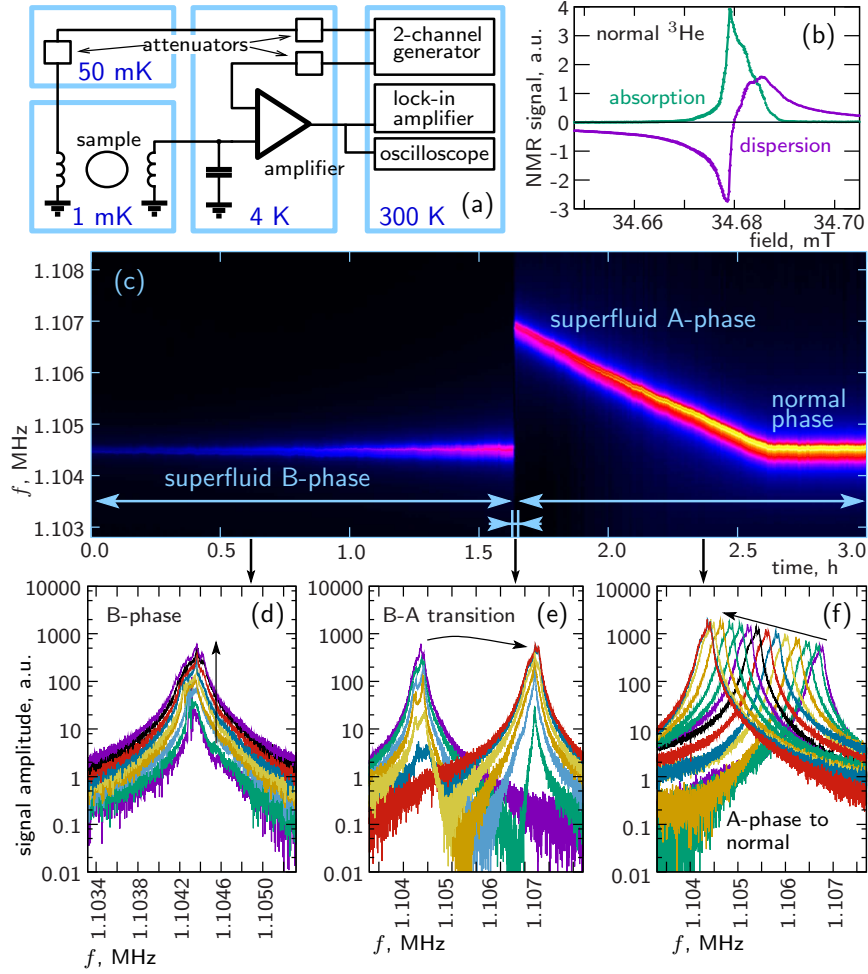 attenuators
50 mK
2-channel
generator
lock-in
amplifier
oscilloscope
sample
amplifier
1 mK
4 K
300 K
(a)
NMR signal, a.u.
4
3
2
1
0
-1
-2
-3
normal ³He
(b)
absorption
dispersion
34.66
34.68
34.70
field, mT
f, MHz
1.108
1.107
1.106
1.105
1.104
1.103
(c)
superfluid A-phase
normal
phase
superfluid B-phase
0.0
0.5
1.0
1.5
2.0
2.5
3.0
time, h
signal amplitude, a.u.
10000
1000
100
10
1
0.1
0.01
B-phase
(d)
1.1034
1.1038
1.1042
1.1046
1.1050
f, MHz
10000
1000
100
10
1
0.1
0.01
B-A transition
(e)
1.104
1.105
1.106
1.107
f, MHz
10000
1000
100
10
1
0.1
0.01
(f)
A-phase to
normal
1.104
1.105
1.106
1.107
f, MHz